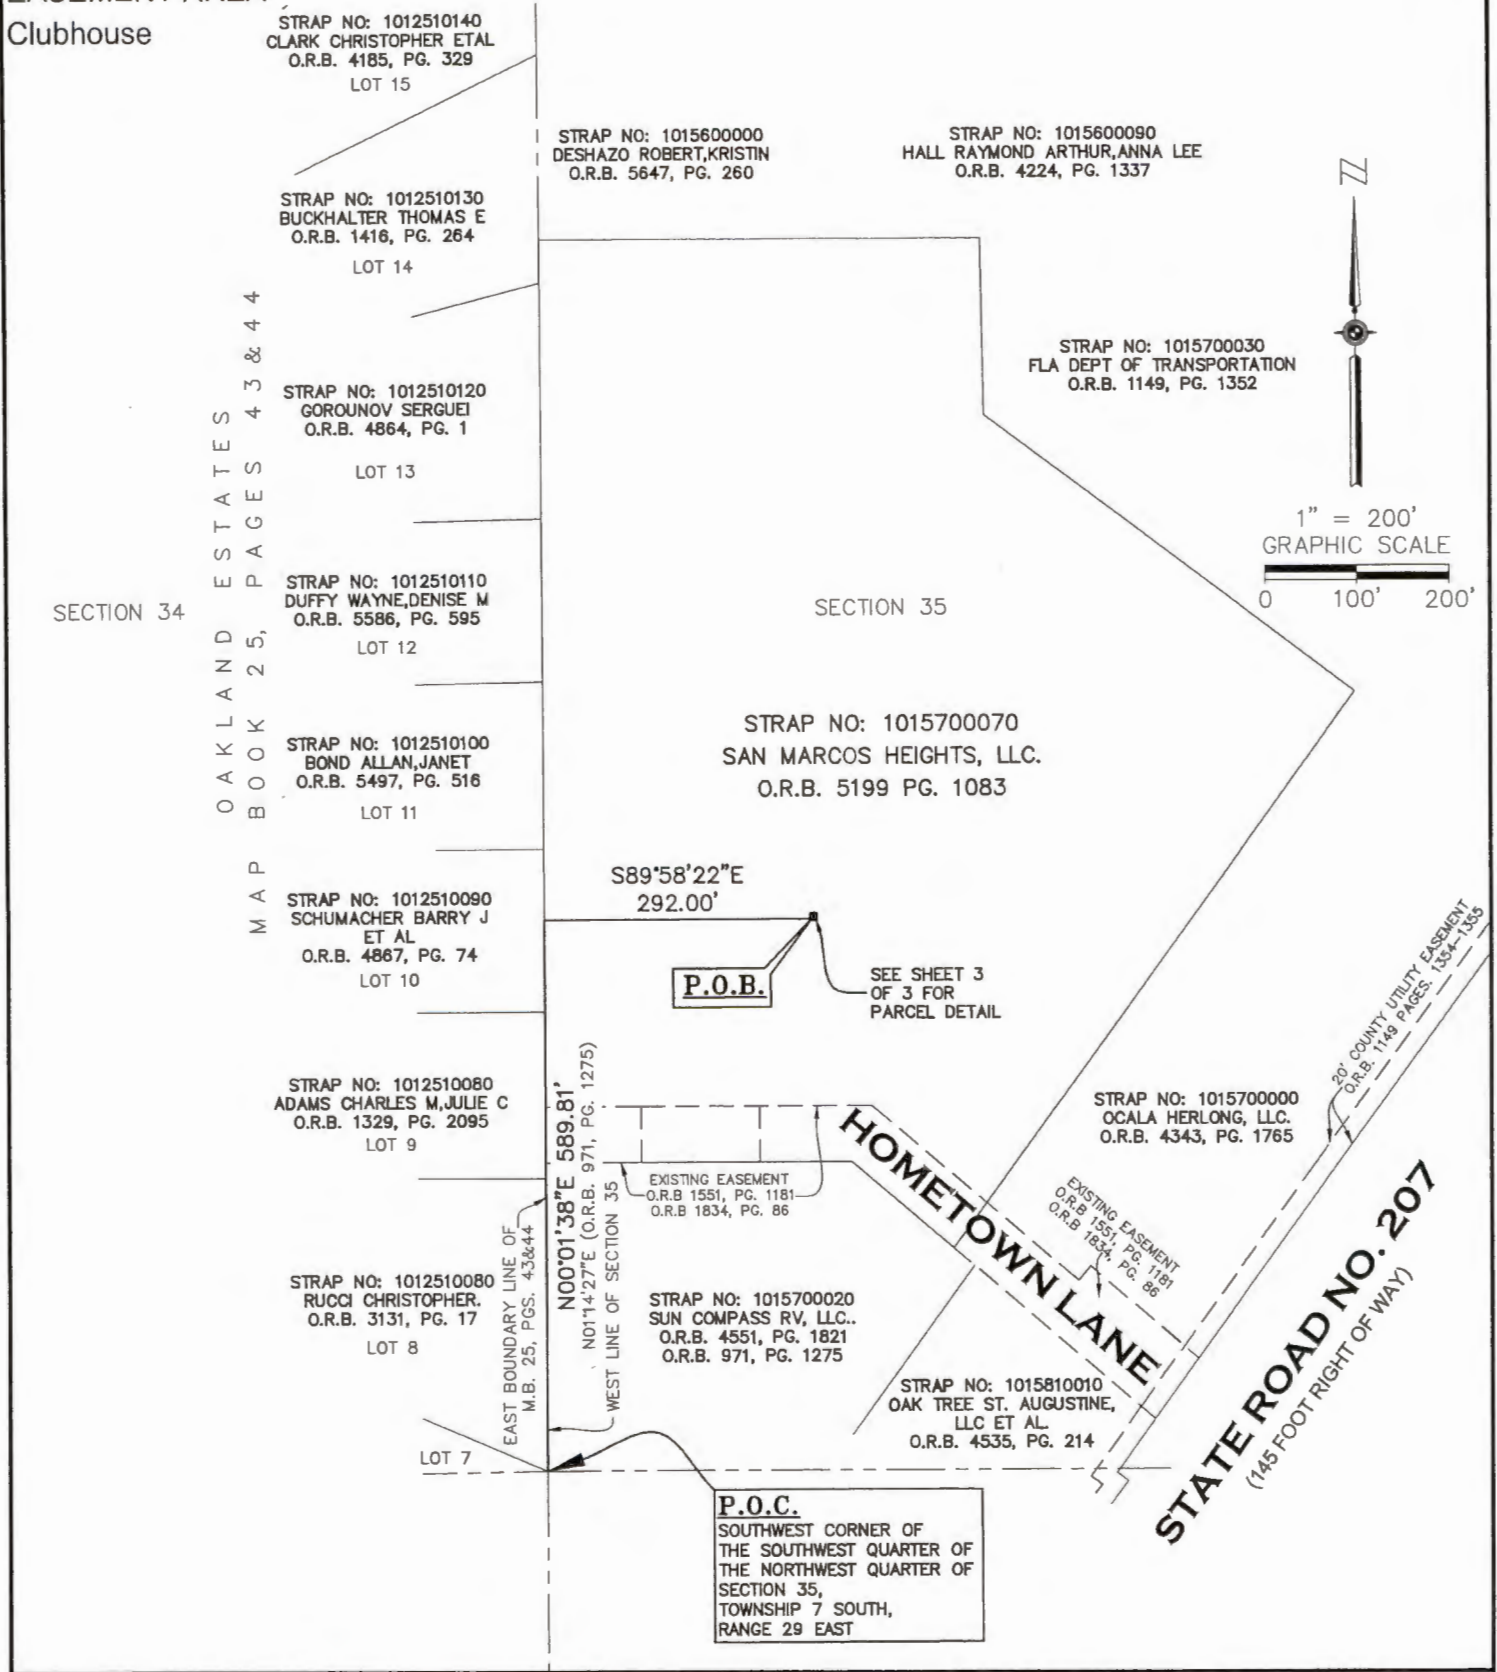 Clubhouse
STRAP NO: 1012510140
CLARK CHRISTOPHER ETAL
O.R.B. 4185, PG. 329
LOT 15
STRAP NO: 1015600000
DESHAZO ROBERT,KRISTIN
O.R.B. 5647, PG. 260
STRAP NO: 1015600090
HALL RAYMOND ARTHUR,ANNA LEE
O.R.B. 4224, PG. 1337
N
STRAP NO: 1012510130
BUCKHALTER THOMAS E
O.R.B. 1416, PG. 264
LOT 14
STRAP NO: 1015700030
FLA DEPT OF TRANSPORTATION
O.R.B. 1149, PG. 1352
STRAP NO: 1012510120
GOROUNOV SERGUEI
O.R.B. 4864, PG. 1
LOT 13
1" = 200'
GRAPHIC SCALE
0 100' 200'
OAKLAND ESTATES
MAP BOOK 25, PAGES 43&44
SECTION 34
STRAP NO: 1012510110
DUFFY WAYNE,DENISE M
O.R.B. 5586, PG. 595
LOT 12
SECTION 35
STRAP NO: 1012510100
BOND ALLAN,JANET
O.R.B. 5497, PG. 516
LOT 11
STRAP NO: 1015700070
SAN MARCOS HEIGHTS, LLC.
O.R.B. 5199 PG. 1083
S89°58'22"E
292.00'
STRAP NO: 1012510090
SCHUMACHER BARRY J
ET AL
O.R.B. 4867, PG. 74
LOT 10
P.O.B.
SEE SHEET 3
OF 3 FOR
PARCEL DETAIL
20' COUNTY UTILITY EASEMENT
O.R.B. 1149 PAGES. 1354-1355
STRAP NO: 1012510080
ADAMS CHARLES M,JULIE C
O.R.B. 1329, PG. 2095
LOT 9
N00°01'38"E 589.81'
N01°14'27"E (O.R.B. 971, PG. 1275)
WEST LINE OF SECTION 35
EAST BOUNDARY LINE OF
M.B. 25, PGS. 43&44
EXISTING EASEMENT
O.R.B 1551, PG. 1181
O.R.B 1834, PG. 86
HOMETOWN LANE
STRAP NO: 1015700000
OCALA HERLONG, LLC.
O.R.B. 4343, PG. 1765
EXISTING EASEMENT
O.R.B 1551, PG. 1181
O.R.B 1834, PG. 86
STRAP NO: 1012510080
RUCCI CHRISTOPHER.
O.R.B. 3131, PG. 17
LOT 8
STRAP NO: 1015700020
SUN COMPASS RV, LLC..
O.R.B. 4551, PG. 1821
O.R.B. 971, PG. 1275
STRAP NO: 1015810010
OAK TREE ST. AUGUSTINE,
LLC ET AL.
O.R.B. 4535, PG. 214
STATE ROAD NO. 207
(145 FOOT RIGHT OF WAY)
LOT 7
P.O.C.
SOUTHWEST CORNER OF
THE SOUTHWEST QUARTER OF
THE NORTHWEST QUARTER OF
SECTION 35,
TOWNSHIP 7 SOUTH,
RANGE 29 EAST